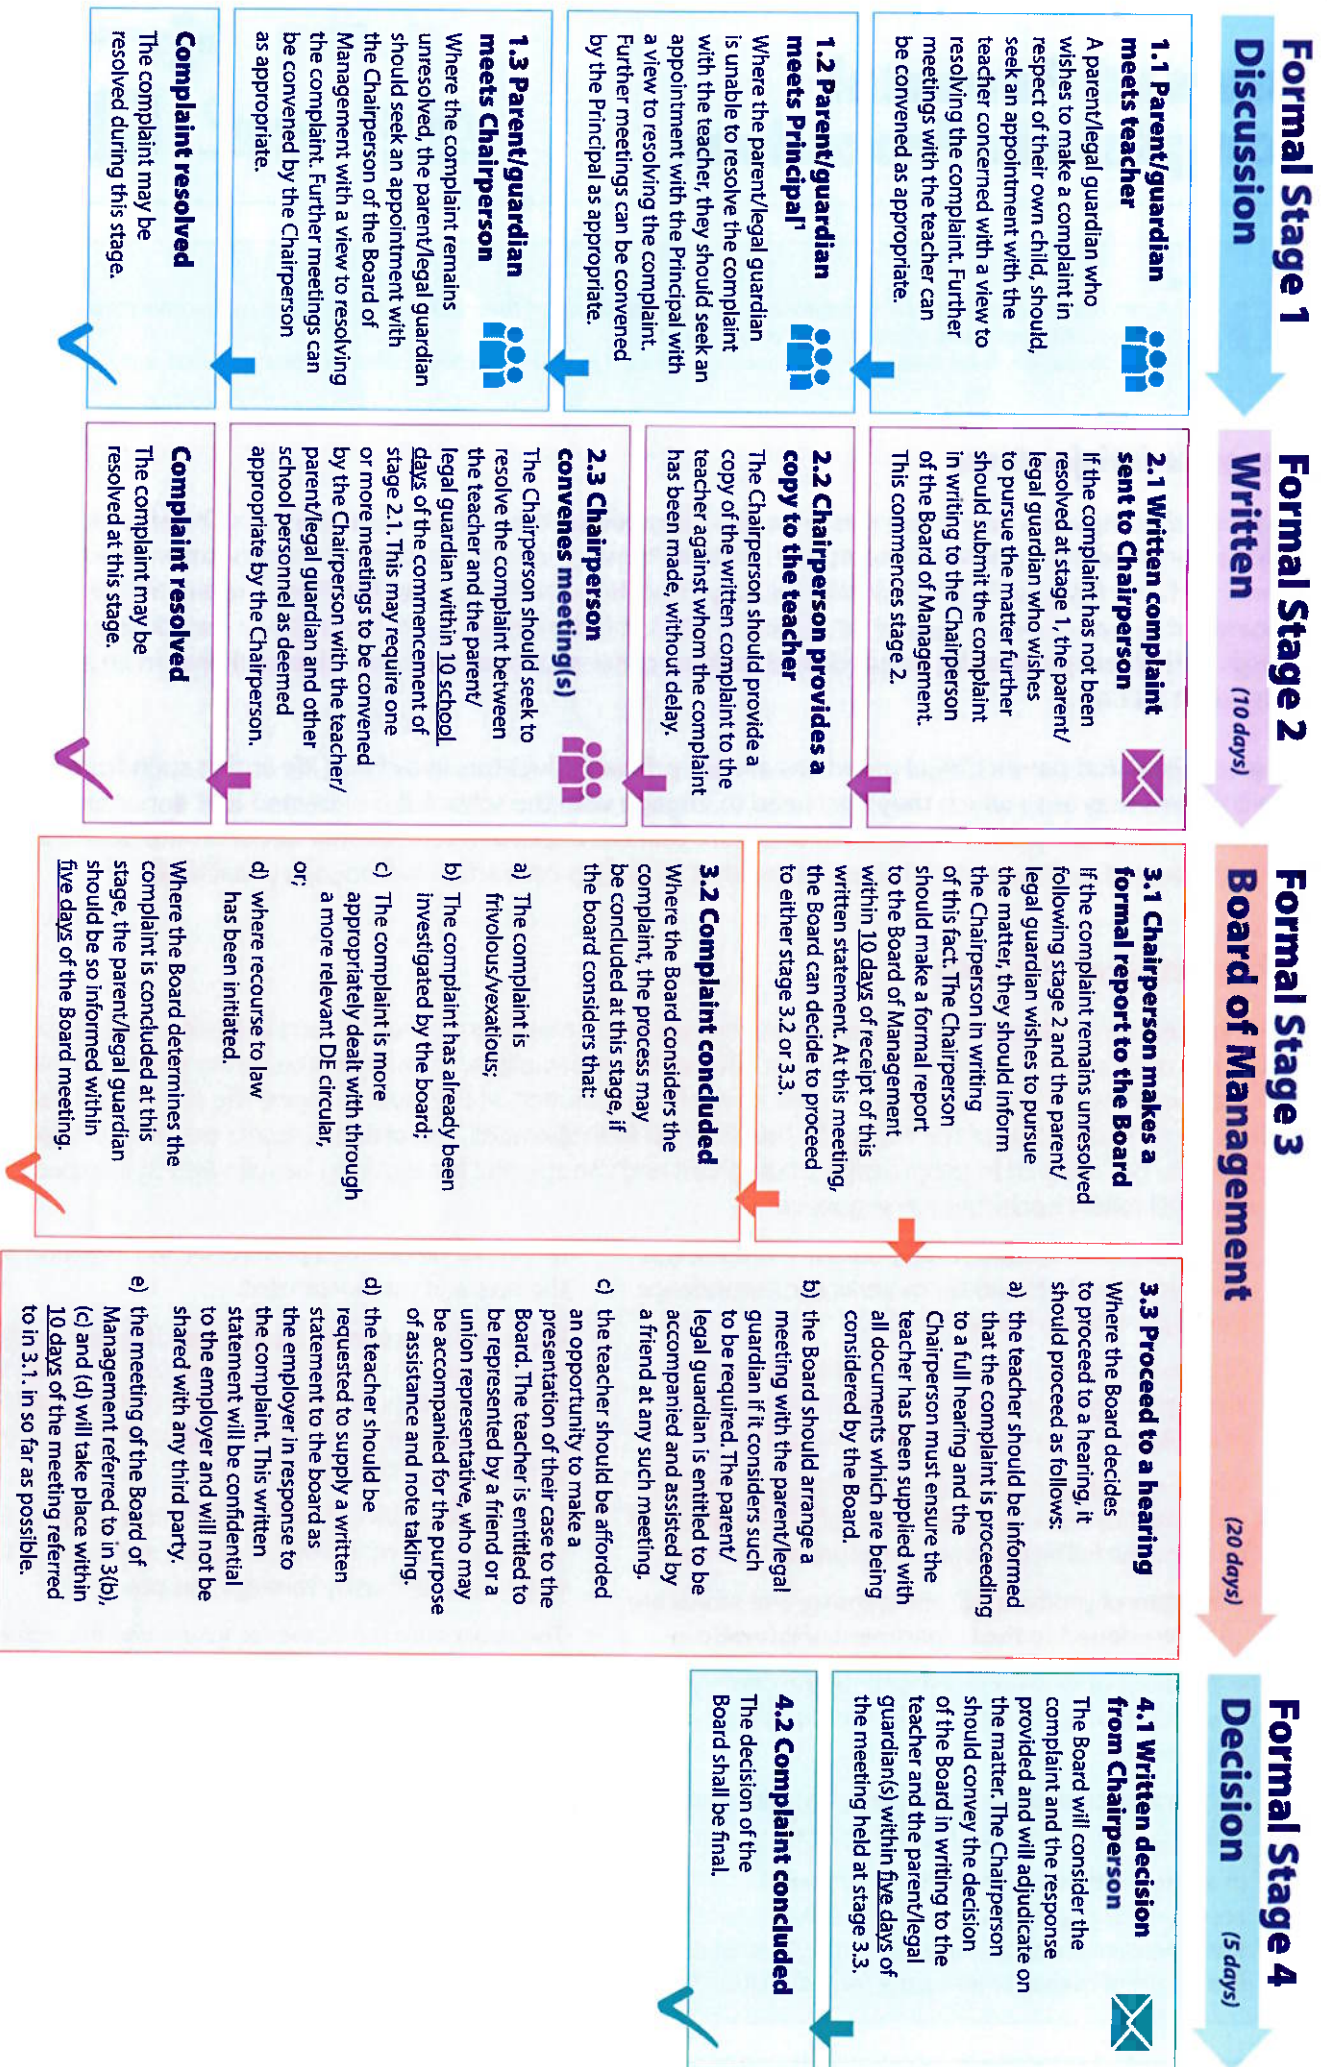 Formal Stage 1
Discussion
1.1 Parent/guardian
meets teacher
A parent/legal guardian who
wishes to make a complaint in
respect of their own child, should,
seek an appointment with the
teacher concerned with a view to
resolving the complaint. Further
meetings with the teacher can
be convened as appropriate.
1.2 Parent/guardian
meets Principal¹
Where the parent/legal guardian
is unable to resolve the complaint
with the teacher, they should seek an
appointment with the Principal with
a view to resolving the complaint.
Further meetings can be convened
by the Principal as appropriate.
1.3 Parent/guardian
meets Chairperson
Where the complaint remains
unresolved, the parent/legal guardian
should seek an appointment with
the Chairperson of the Board of
Management with a view to resolving
the complaint. Further meetings can
be convened by the Chairperson
as appropriate.
Complaint resolved
The complaint may be
resolved during this stage.
Formal Stage 2
Written (10 days)
2.1 Written complaint
sent to Chairperson
If the complaint has not been
resolved at stage 1, the parent/
legal guardian who wishes
to pursue the matter further
should submit the complaint
in writing to the Chairperson
of the Board of Management.
This commences stage 2.
2.2 Chairperson provides a
copy to the teacher
The Chairperson should provide a
copy of the written complaint to the
teacher against whom the complaint
has been made, without delay.
2.3 Chairperson
convenes meeting(s)
The Chairperson should seek to
resolve the complaint between
the teacher and the parent/
legal guardian within 10 school
days of the commencement of
stage 2.1. This may require one
or more meetings to be convened
by the Chairperson with the teacher/
parent/legal guardian and other
school personnel as deemed
appropriate by the Chairperson.
Complaint resolved
The complaint may be
resolved at this stage.
Formal Stage 3
Board of Management (20 days)
3.1 Chairperson makes a
formal report to the Board
If the complaint remains unresolved
following stage 2 and the parent/
legal guardian wishes to pursue
the matter, they should inform
the Chairperson in writing
of this fact. The Chairperson
should make a formal report
to the Board of Management
within 10 days of receipt of this
written statement. At this meeting,
the Board can decide to proceed
to either stage 3.2 or 3.3
3.2 Complaint concluded
Where the Board considers the
complaint, the process may
be concluded at this stage, if
the board considers that:
a) The complaint is
frivolous/vexatious;
b) The complaint has already been
investigated by the board;
c) The complaint is more
appropriately dealt with through
a more relevant DE circular,
or;
d) where recourse to law
has been initiated.
Where the Board determines the
complaint is concluded at this
stage, the parent/legal guardian
should be so informed within
five days of the Board meeting.
3.3 Proceed to a hearing
Where the Board decides
to proceed to a hearing, it
should proceed as follows:
a) the teacher should be informed
that the complaint is proceeding
to a full hearing and the
Chairperson must ensure the
teacher has been supplied with
all documents which are being
considered by the Board
b) the Board should arrange a
meeting with the parent/legal
guardian if it considers such
to be required. The parent/
legal guardian is entitled to be
accompanied and assisted by
a friend at any such meeting.
c) the teacher should be afforded
an opportunity to make a
presentation of their case to the
Board. The teacher is entitled to
be represented by a friend or a
union representative, who may
be accompanied for the purpose
of assistance and note taking.
d) the teacher should be
requested to supply a written
statement to the board as
the employer in response to
the complaint. This written
statement will be confidential
to the employer and will not be
shared with any third party.
e) the meeting of the Board of
Management referred to in 3(b),
(c) and (d) will take place within
10 days of the meeting referred
to in 3.1. in so far as possible.
Formal Stage 4
Decision (5 days)
4.1 Written decision
from Chairperson
The Board will consider the
complaint and the response
provided and will adjudicate on
the matter. The Chairperson
should convey the decision
of the Board in writing to the
teacher and the parent/legal
guardian(s) within five days of
the meeting held at stage 3.3.
4.2 Complaint concluded
The decision of the
Board shall be final.